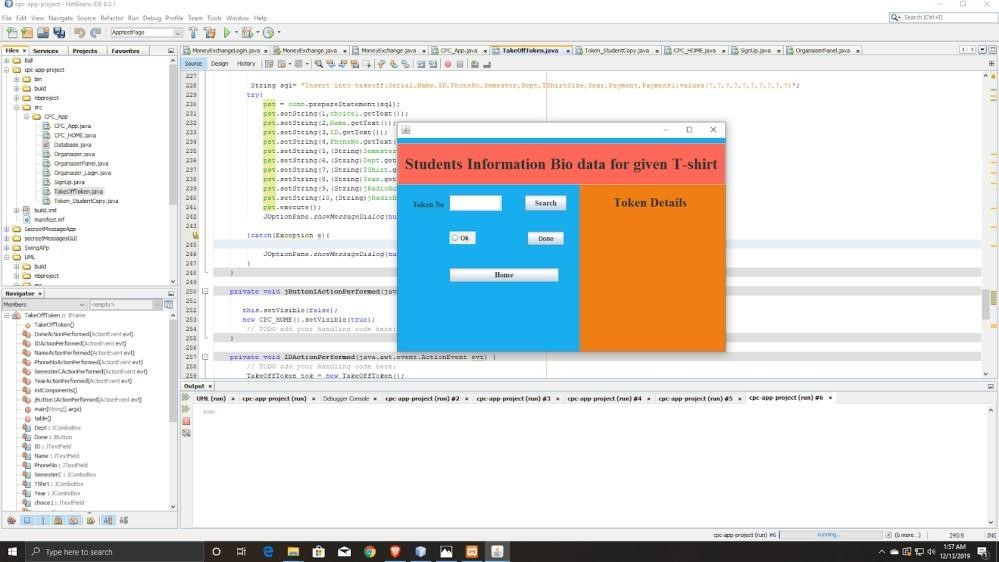 cpc-app-project - NetBeans IDE 8.0.1
File Edit View Navigate Source Refactor Run Debug Profile Team Tools Window Help
Search (Ctrl+I)
ApptestPage
Files × Services Projects Favorites
MoneyExchangeLogin.java × MoneyExchange.java × MoneyExchange.java × CPC_App.java × TakeOffToken.java × Token_StudentCopy.java × CPC_HOME.java × SignUp.java × OrganaizerPanel.java ×
Source Design History
Ball
cpc-app-project
bin
build
nbproject
src
CPC_App
CPC_App.java
CPC_HOME.java
Database.java
Organaizer.java
OrganaizerPanel.java
Organaizer_Login.java
SignUp.java
TakeOffToken.java
Token_StudentCopy.java
build.xml
manifest.mf
SecreetMessageApp
secreetMessagesGUI
SwingAPp
UML
build
nbproject
src
227
228 String sql= "Insert into takeoff(Serial,Name,ID,PhoneNo,Semester,Dept,TShirtSize,Year,Payment,Payment1)values(?,?,?,?,?,?,?,?,?,?)";
229 try{
230 pst = conn.prepareStatement(sql);
231 pst.setString(1,choice1.getText());
232 pst.setString(2,Name.getText());
233 pst.setString(3,ID.getText());
234 pst.setString(4,PhoneNo.getText
235 pst.setString(5,(String)Semester
236 pst.setString(6,(String)Dept.ge
237 pst.setString(7,(String)TShirt.
238 pst.setString(8,(String)Year.ge
239 pst.setString(9,(String)jRadioBu
240 pst.setString(10,(String)jRadioB
241 pst.execute();
242 JOptionPane.showMessageDialog(nu
243
}catch(Exception e){
245
246 JOptionPane.showMessageDialog(nu
247 }
248 }
249
250 private void jButton1ActionPerformed(jav
251
252 this.setVisible(false);
253 new CPC_HOME().setVisible(true);
254 // TODO add your handling code here:
255 }
256
257 private void IDActionPerformed(java.awt.event.ActionEvent evt) {
258 // TODO add your handling code here:
259 TakeOffToken tok = new TakeOffToken();
Students Information Bio data for given T-shirt
Token No
Search
Token Details
Ok
Done
Home
Navigator ×
Members <empty>
TakeOffToken :: JFrame
TakeOffToken()
DoneActionPerformed(ActionEvent evt)
IDActionPerformed(ActionEvent evt)
NameActionPerformed(ActionEvent evt)
PhoneNoActionPerformed(ActionEvent evt)
SemesterCActionPerformed(ActionEvent evt)
YearActionPerformed(ActionEvent evt)
initComponents()
jButton1ActionPerformed(ActionEvent evt)
main(String[] args)
table()
Dept : JComboBox
Done : JButton
ID : JTextField
Name : JTextField
PhoneNo : JTextField
SemesterC : JComboBox
TShirt : JComboBox
Year : JComboBox
choice1 : JTextField
Output ×
UML (run) × cpc-app-project (run) × Debugger Console × cpc-app-project (run) #2 × cpc-app-project (run) #3 × cpc-app-project (run) #4 × cpc-app-project (run) #5 × cpc-app-project (run) #6 ×
run:
cpc-app-project (run) #6 running... (6 more...) 245:9 INS
Type here to search
1:57 AM
12/13/2019